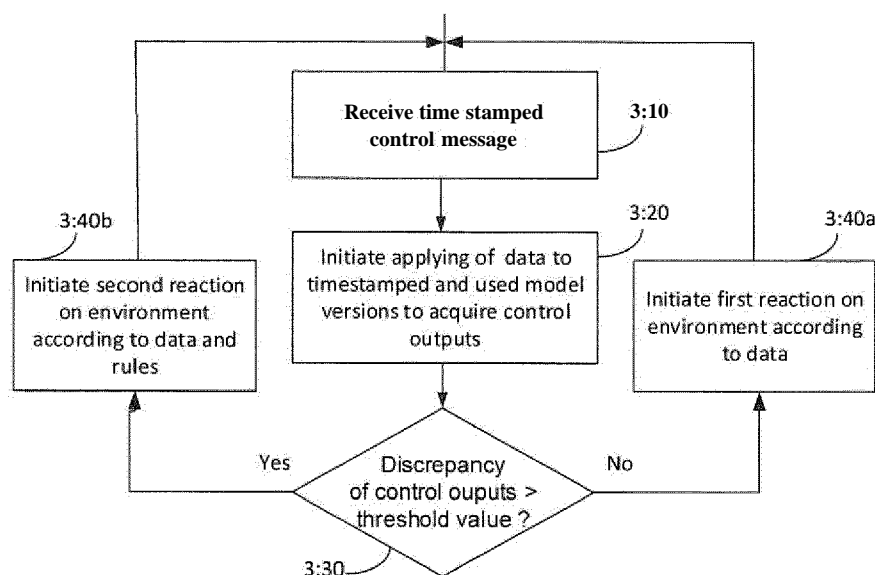 Receive time stamped
control message
3:10
3:20
Initiate applying of data to
timestamped and used model
versions to acquire control
outputs
3:40b
Initiate second reaction
on environment
according to data and
rules
3:40a
Initiate first reaction on
environment according
to data
Yes
No
Discrepancy
of control ouputs >
threshold value ?
3:30